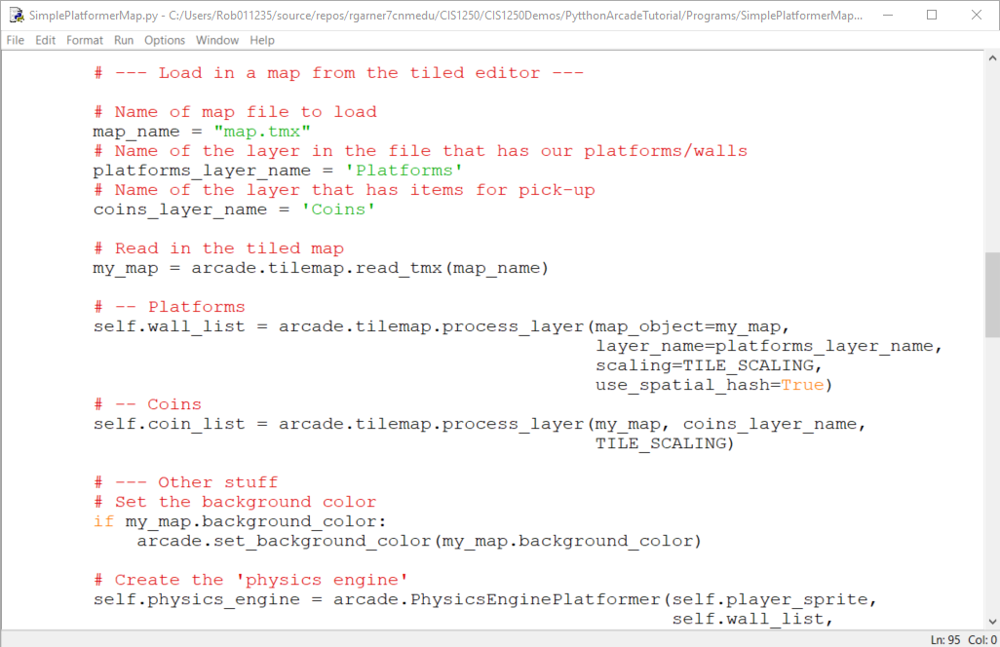 SimplePlatformerMap.py - C:/Users/Rob011235/source/repos/rgarner7cnmedu/CIS1250/CIS1250Demos/PytthonArcadeTutorial/Programs/SimplePlatformerMap...
File Edit Format Run Options Window Help
# --- Load in a map from the tiled editor ---
# Name of map file to load
map_name = "map.tmx"
# Name of the layer in the file that has our platforms/walls
platforms_layer_name = 'Platforms'
# Name of the layer that has items for pick-up
coins_layer_name = 'Coins'
# Read in the tiled map
my_map = arcade.tilemap.read_tmx(map_name)
# -- Platforms
self.wall_list = arcade.tilemap.process_layer(map_object=my_map,
layer_name=platforms_layer_name,
scaling=TILE_SCALING,
use_spatial_hash=True)
# -- Coins
self.coin_list = arcade.tilemap.process_layer(my_map, coins_layer_name,
TILE_SCALING)
# --- Other stuff
# Set the background color
if my_map.background_color:
arcade.set_background_color(my_map.background_color)
# Create the 'physics engine'
self.physics_engine = arcade.PhysicsEnginePlatformer(self.player_sprite,
self.wall_list,
Ln: 95 Col: 0